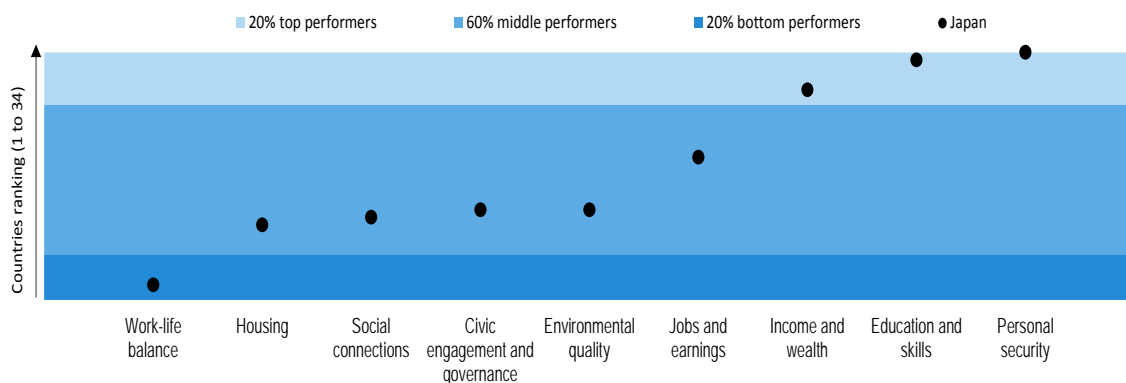 20% top performers
60% middle performers
20% bottom performers
Japan
Countries ranking (1 to 34)
Work-life
balance
Housing
Social
connections
Civic
engagement and
governance
Environmental
quality
Jobs and
earnings
Income and
wealth
Education and
skills
Personal
security